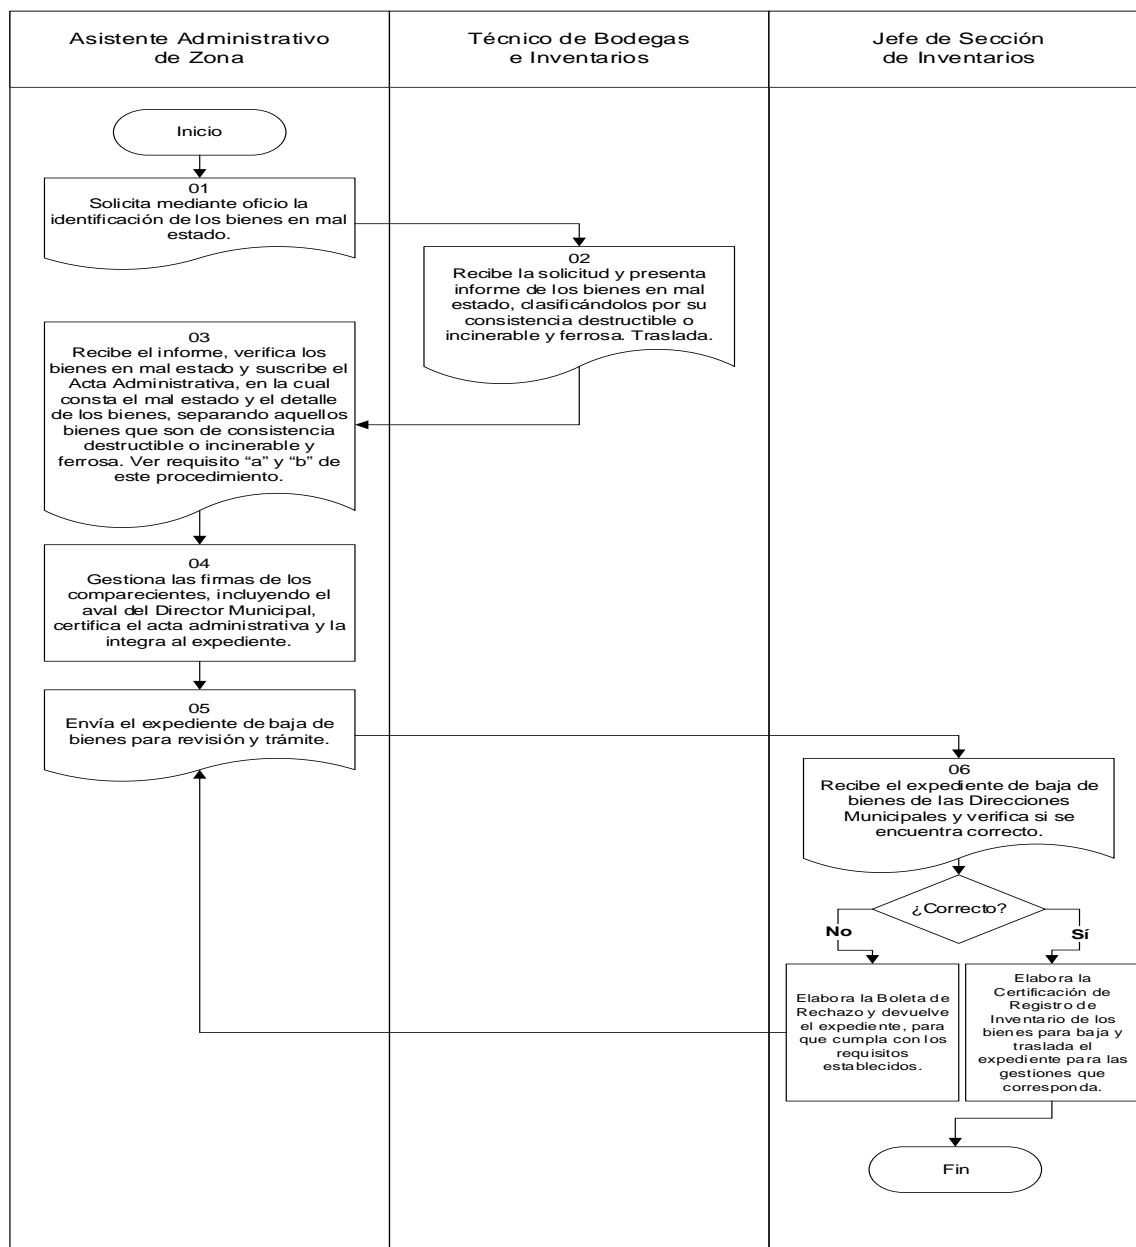 Asistente Administrativo
de Zona
Técnico de Bodegas
e Inventarios
Jefe de Sección
de Inventarios
Inicio
01
Solicita mediante oficio la
identificación de los bienes en mal
estado.
02
Recibe la solicitud y presenta
informe de los bienes en mal
estado, clasificándolos por su
consistencia destructible o
incinerable y ferrosa. Traslada.
03
Recibe el informe, verifica los
bienes en mal estado y suscribe el
Acta Administrativa, en la cual
consta el mal estado y el detalle
de los bienes, separando aquellos
bienes que son de consistencia
destructible o incinerable y
ferrosa. Ver requisito “a” y “b” de
este procedimiento.
04
Gestiona las firmas de los
comparecientes, incluyendo el
aval del Director Municipal,
certifica el acta administrativa y la
integra al expediente.
05
Envía el expediente de baja de
bienes para revisión y trámite.
06
Recibe el expediente de baja de
bienes de las Direcciones
Municipales y verifica si se
encuentra correcto.
¿Correcto?
No
Sí
Elabora la Boleta de
Rechazo y devuelve
el expediente, para
que cumpla con los
requisitos
establecidos.
Elabora la
Certificación de
Registro de
Inventario de los
bienes para baja y
traslada el
expediente para las
gestiones que
corresponda.
Fin